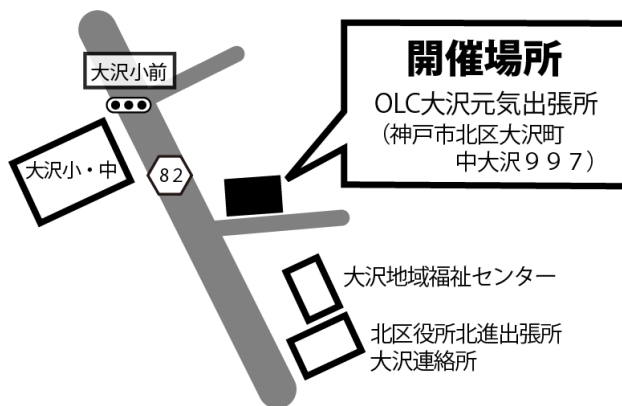 大沢小前
開催場所
OLC大沢元気出張所
（神戸市北区大沢町
中大沢９９７）
大沢小・中
82
大沢地域福祉センター
北区役所北進出張所
大沢連絡所